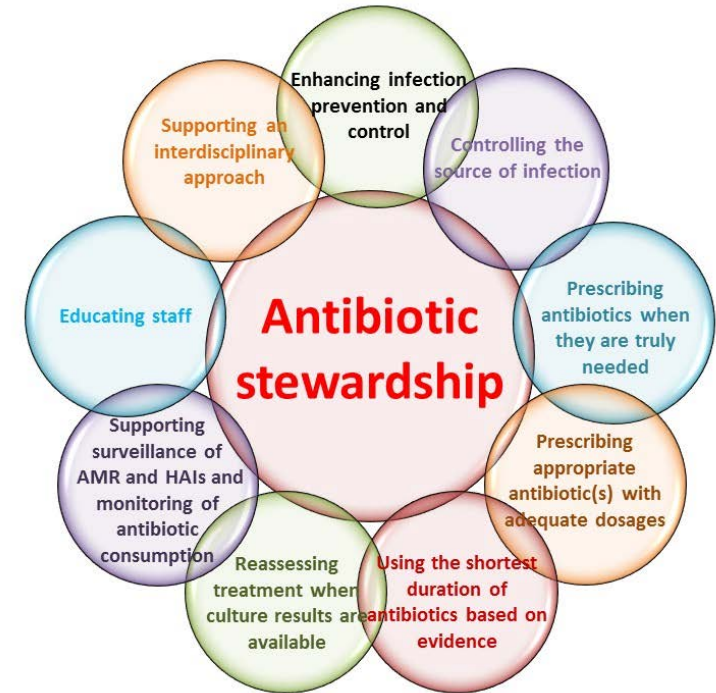 Enhancing infection
prevention and
control
Controlling the
source of infection
Prescribing
antibiotics when
they are truly
needed
Prescribing
appropriate
antibiotic(s) with
adequate dosages
Using the shortest
duration of
antibiotics based on
evidence
Reassessing
treatment when
culture results are
available
Supporting
surveillance of
AMR and HAIs and
monitoring of
antibiotic
consumption
Educating staff
Supporting an
interdisciplinary
approach
Antibiotic
stewardship